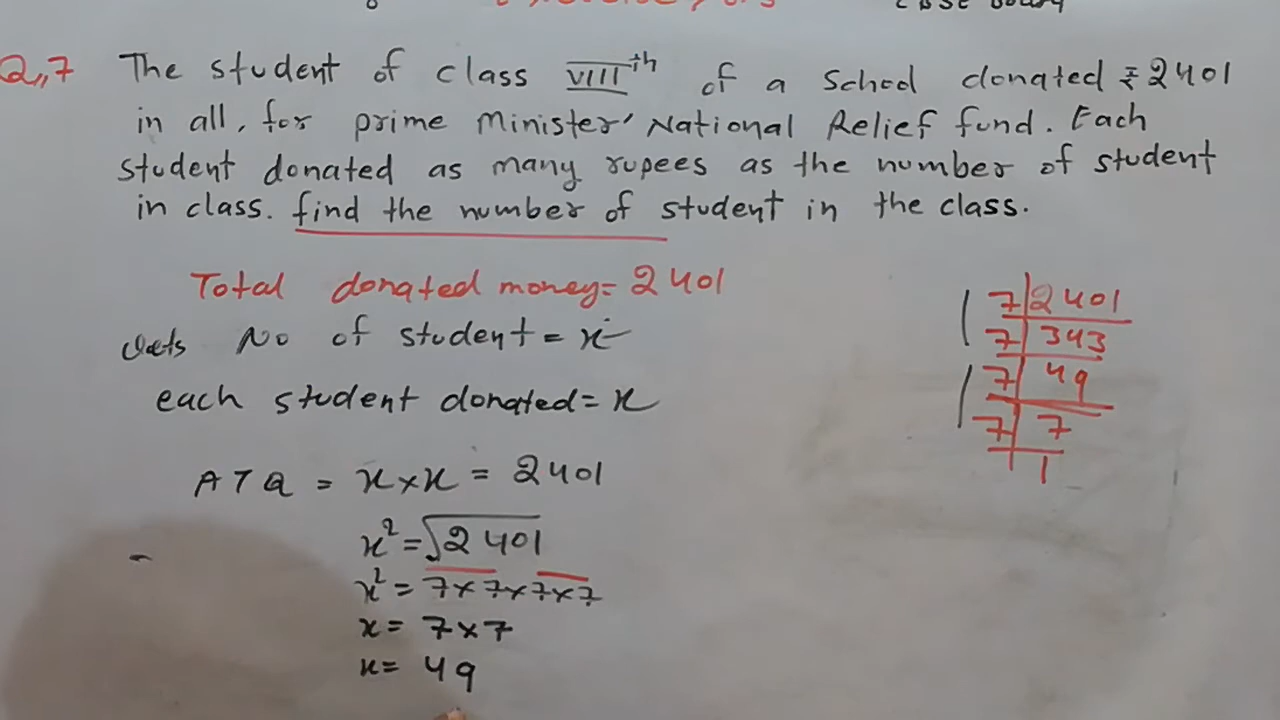 CBSE Board
Q,,7 The student of class VIIIth of a School donated ₹2401
in all, for prime Minister' National Relief fund. Each
student donated as many rupees as the number of student
in class. find the number of student in the class.
Total donated money= 2401
Lets No of student = x
each student donated = x
ATQ = x×x = 2401
x² = √2401
x² = 7×7×7×7
x = 7×7
x = 49
7 2401
7 343
7 49
7 7
1